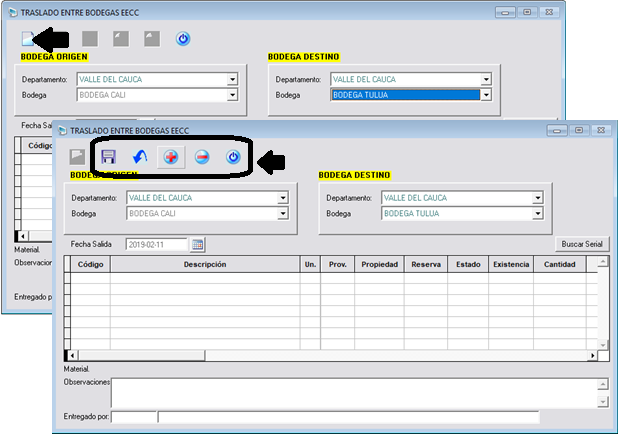 TRASLADO ENTRE BODEGAS EECC
BODEGA ORIGEN
BODEGA DESTINO
Departamento: VALLE DEL CAUCA
Departamento: VALLE DEL CAUCA
Bodega BODEGA CALI
Bodega BODEGA TULUA
Fecha Sal
Códig
Material.
Observacion
Entregado po
TRASLADO ENTRE BODEGAS EECC
BODEGA ORIGEN
BODEGA DESTINO
Departamento: VALLE DEL CAUCA
Departamento: VALLE DEL CAUCA
Bodega BODEGA CALI
Bodega BODEGA TULUA
Fecha Salida 2019-02-11
Buscar Serial
Código Descripción Un. Prov. Propiedad Reserva Estado Existencia Cantidad
Material.
Observaciones
Entregado por: